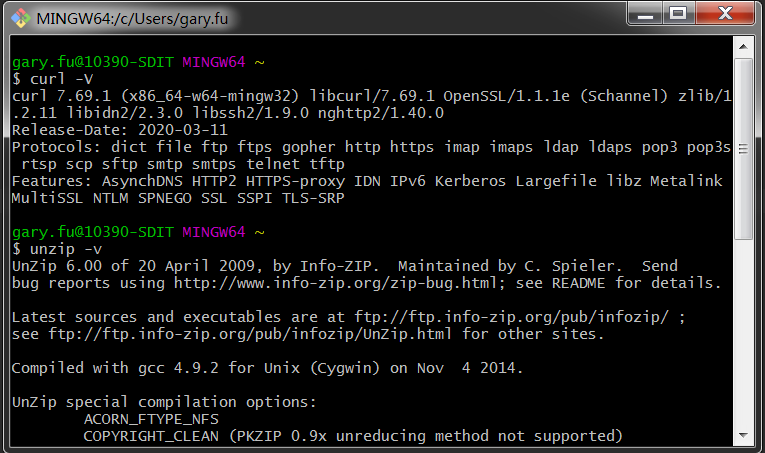 MINGW64:/c/Users/gary.fu
gary.fu@10390-SDIT MINGW64 ~
$ curl -V
curl 7.69.1 (x86_64-w64-mingw32) libcurl/7.69.1 OpenSSL/1.1.1e (Schannel) zlib/1
.2.11 libidn2/2.3.0 libssh2/1.9.0 nghttp2/1.40.0
Release-Date: 2020-03-11
Protocols: dict file ftp ftps gopher http https imap imaps ldap ldaps pop3 pop3s
 rtsp scp sftp smtp smtps telnet tftp
Features: AsynchDNS HTTP2 HTTPS-proxy IDN IPv6 Kerberos Largefile libz Metalink
MultiSSL NTLM SPNEGO SSL SSPI TLS-SRP
gary.fu@10390-SDIT MINGW64 ~
$ unzip -v
UnZip 6.00 of 20 April 2009, by Info-ZIP.  Maintained by C. Spieler.  Send
bug reports using http://www.info-zip.org/zip-bug.html; see README for details.
Latest sources and executables are at ftp://ftp.info-zip.org/pub/infozip/ ;
see ftp://ftp.info-zip.org/pub/infozip/UnZip.html for other sites.
Compiled with gcc 4.9.2 for Unix (Cygwin) on Nov  4 2014.
UnZip special compilation options:
        ACORN_FTYPE_NFS
        COPYRIGHT_CLEAN (PKZIP 0.9x unreducing method not supported)